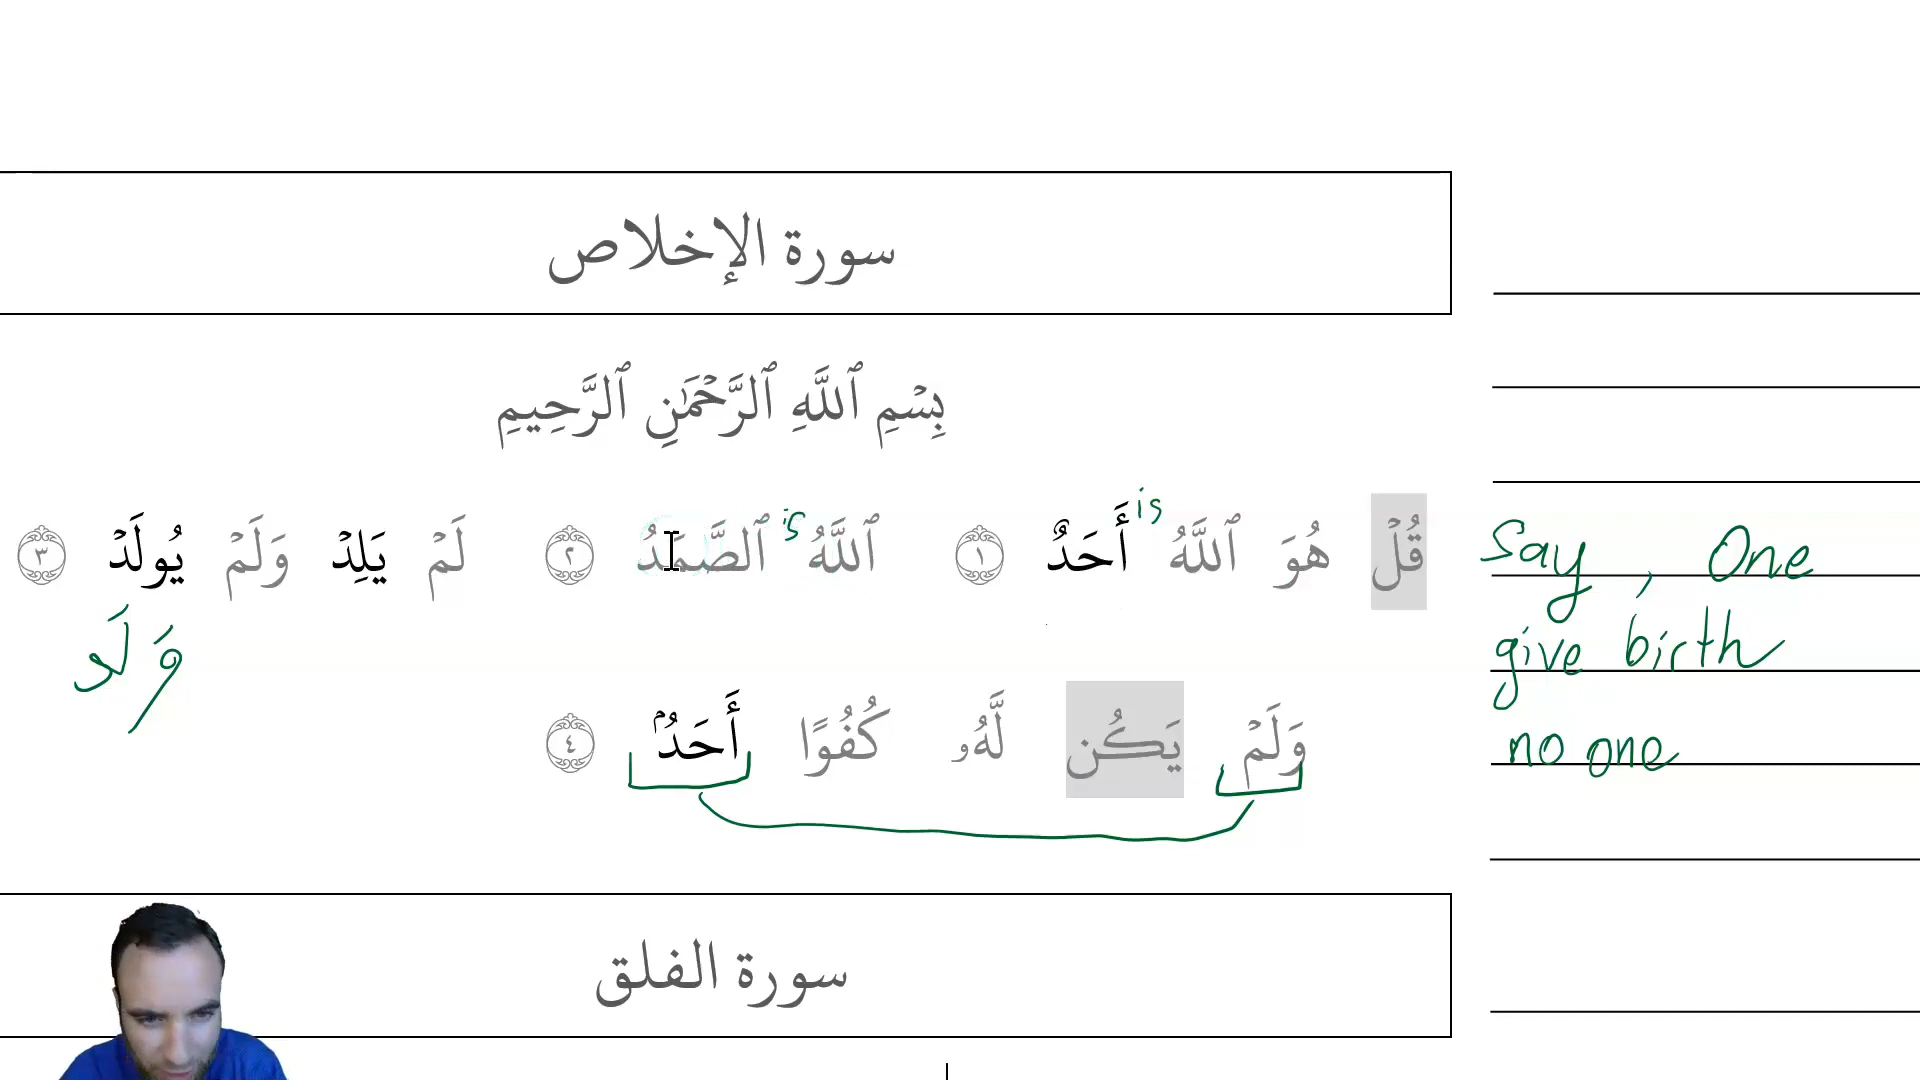 سورة الإخلاص
بِسْمِ ٱللَّهِ ٱلرَّحْمَٰنِ ٱلرَّحِيمِ
is is
قُلْ هُوَ ٱللَّهُ أَحَدٌ ١ ٱللَّهُ ٱلصَّمَدُ ٢ لَمْ يَلِدْ وَلَمْ يُولَدْ ٣
Say , One
وَلَد
give birth
وَلَمْ يَكُن لَّهُۥ كُفُوًا أَحَدُۢ ٤
no one
سورة الفلق